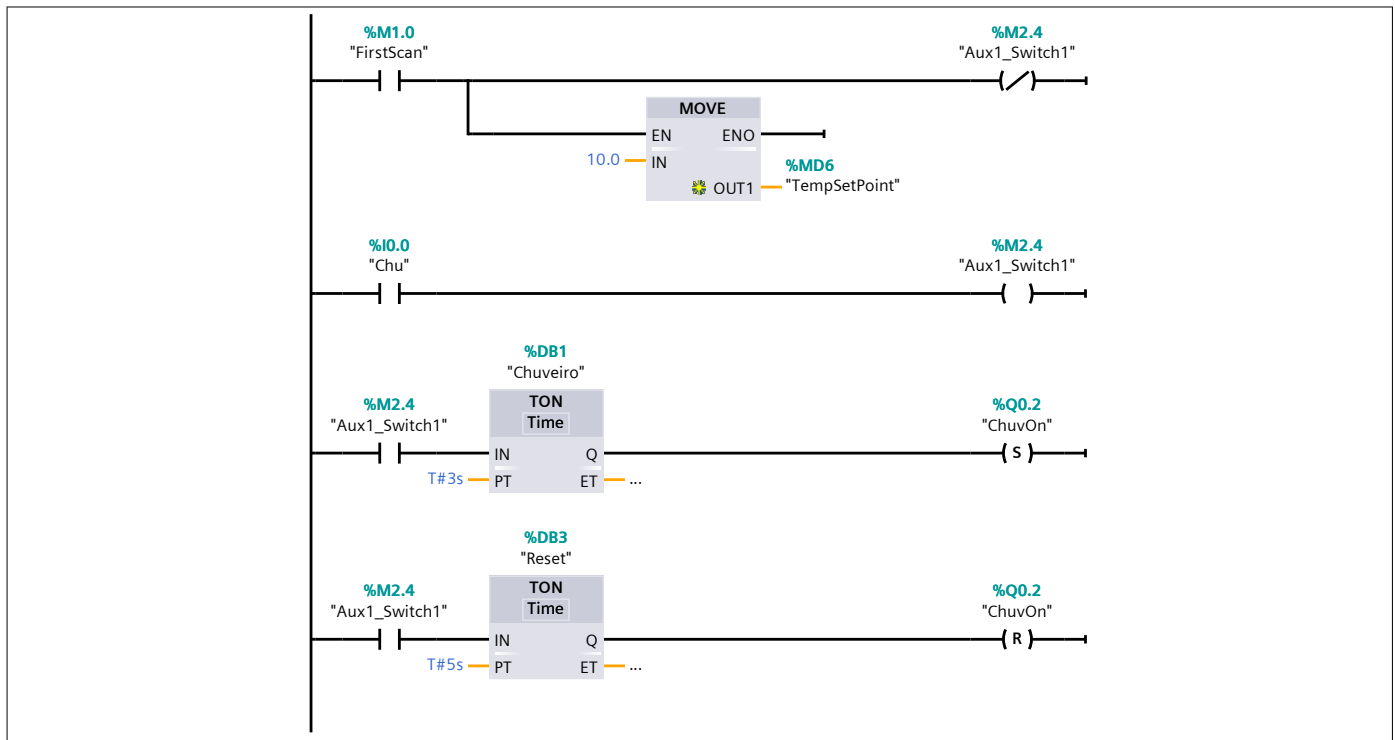 %M1.0
"FirstScan"
%M2.4
"Aux1_Switch1"
MOVE
EN ENO
10.0 IN
%MD6
OUT1 "TempSetPoint"
%I0.0
"Chu"
%M2.4
"Aux1_Switch1"
%DB1
"Chuveiro"
%M2.4
"Aux1_Switch1"
TON
Time
%Q0.2
"ChuvOn"
IN Q
S
T#3s PT ET ...
%DB3
"Reset"
%M2.4
"Aux1_Switch1"
TON
Time
%Q0.2
"ChuvOn"
IN Q
R
T#5s PT ET ...